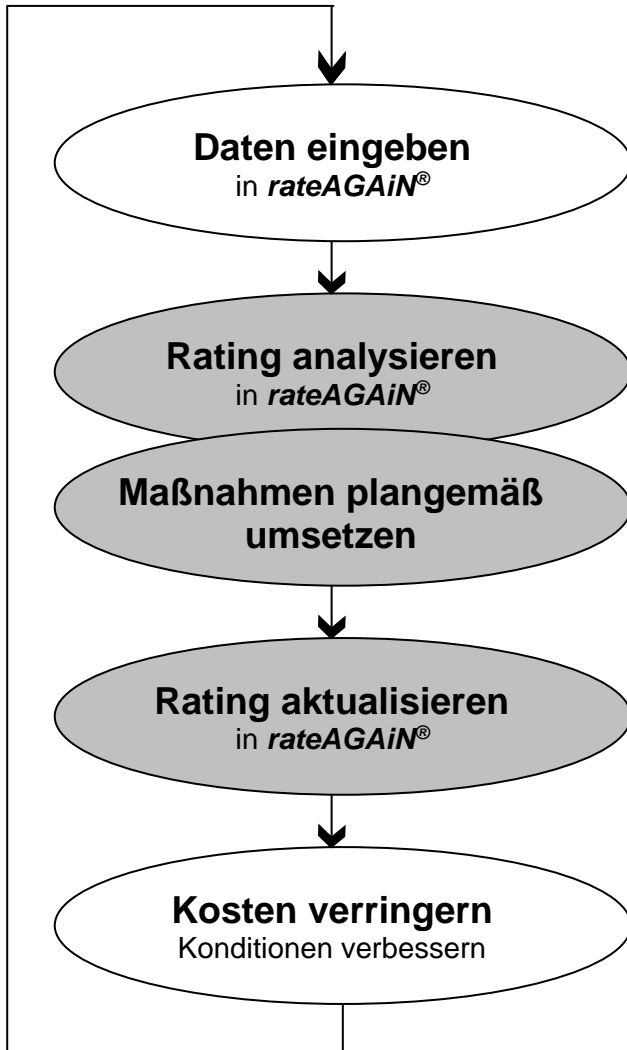 Daten eingeben
in rateAGAiN®
Rating analysieren
in rateAGAiN®
Maßnahmen plangemäß
umsetzen
Rating aktualisieren
in rateAGAiN®
Kosten verringern
Konditionen verbessern